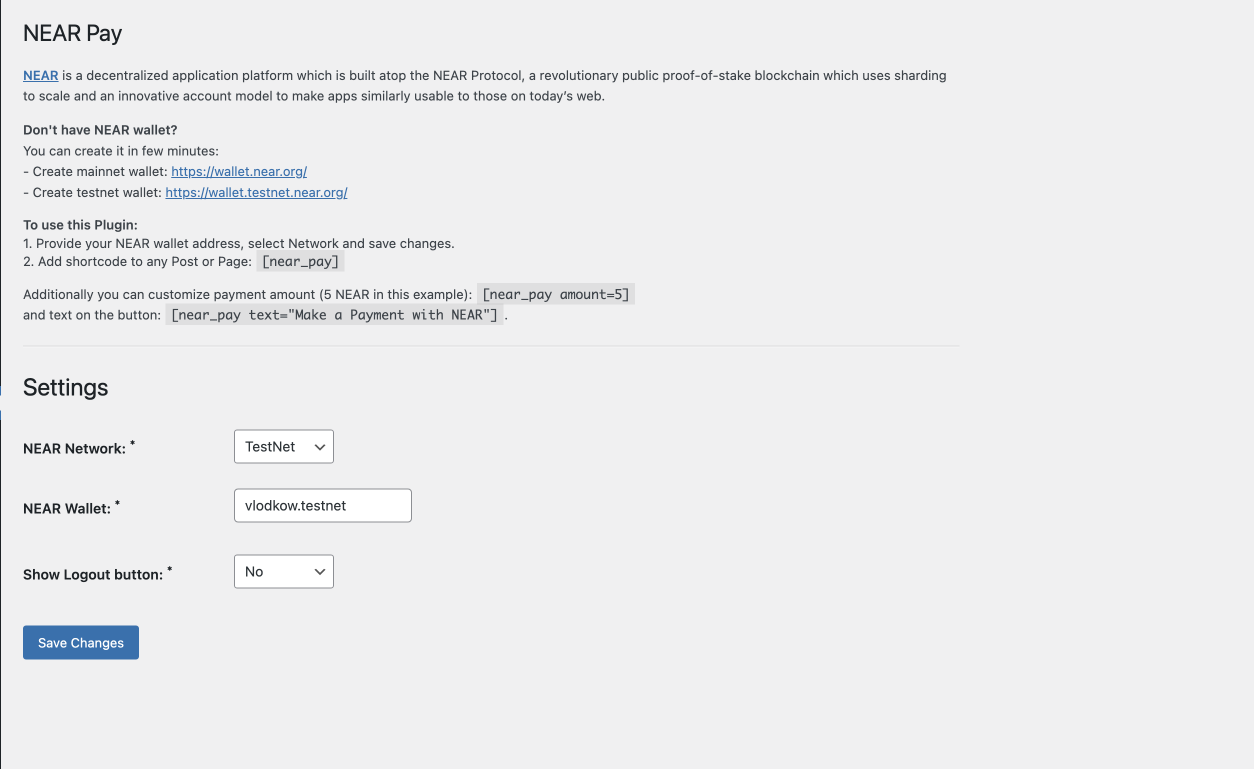 NEAR Pay
NEAR is a decentralized application platform which is built atop the NEAR Protocol, a revolutionary public proof-of-stake blockchain which uses sharding
to scale and an innovative account model to make apps similarly usable to those on today’s web.
Don't have NEAR wallet?
You can create it in few minutes:
- Create mainnet wallet: https://wallet.near.org/
- Create testnet wallet: https://wallet.testnet.near.org/
To use this Plugin:
1. Provide your NEAR wallet address, select Network and save changes.
2. Add shortcode to any Post or Page: [near_pay]
Additionally you can customize payment amount (5 NEAR in this example): [near_pay amount=5]
and text on the button: [near_pay text="Make a Payment with NEAR"] .
Settings
NEAR Network: * TestNet
NEAR Wallet: * vlodkow.testnet
Show Logout button: * No
Save Changes